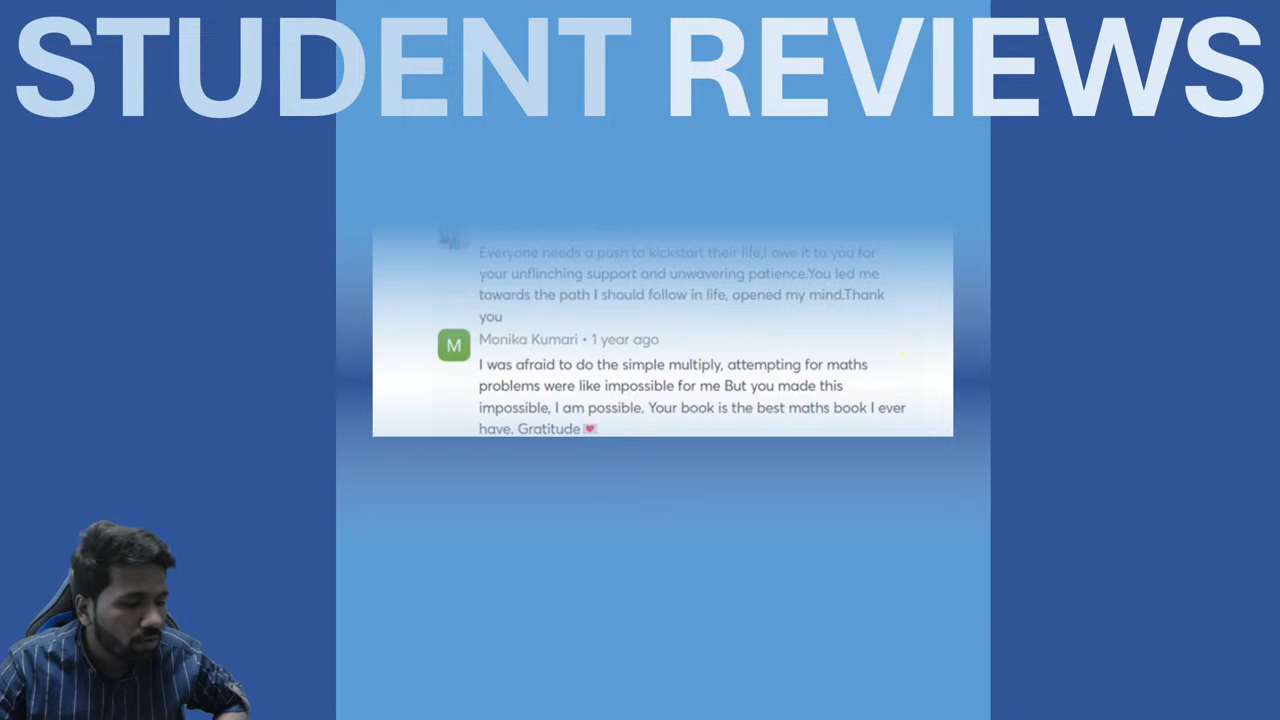 STUDENT REVIEWS
Everyone needs a push to kickstart their life,I owe it to you for
your unflinching support and unwavering patience.You led me
towards the path I should follow in life, opened my mind.Thank
you
M
Monika Kumari • 1 year ago
I was afraid to do the simple multiply, attempting for maths
problems were like impossible for me But you made this
impossible, I am possible. Your book is the best maths book I ever
have. Gratitude💌